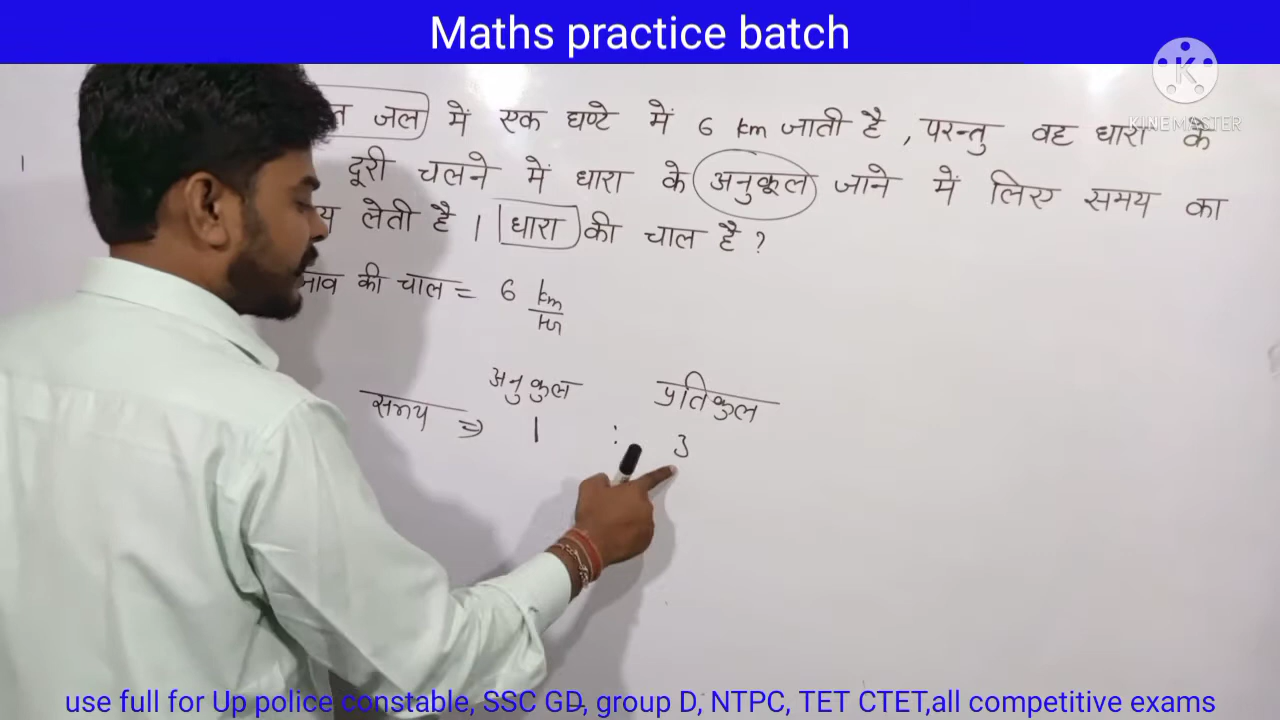 Maths practice batch
KINEMASTER
जल में एक घण्टे में 6 km जाती है , परन्तु वह धारा के
दूरी चलने में धारा के अनुकूल जाने में लिए समय का
लेती है । धारा की चाल है ?
की चाल = 6 km/hr
अनुकुल प्रतिकुल
समय ⇒ 1 : 3
use full for Up police constable, SSC GD, group D, NTPC, TET CTET,all competitive exams